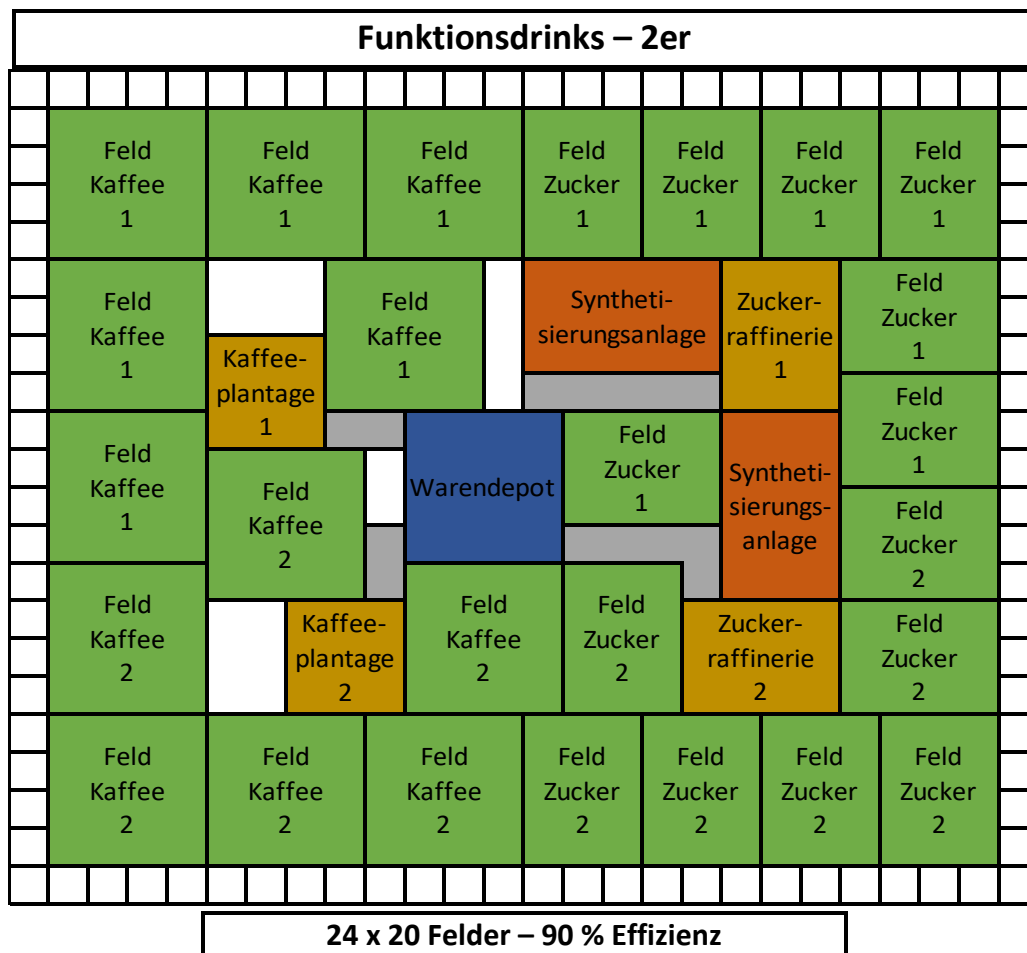 Funktionsdrinks – 2er
Feld
Kaffee
1
Feld
Kaffee
1
Feld
Kaffee
1
Feld
Zucker
1
Feld
Zucker
1
Feld
Zucker
1
Feld
Zucker
1
Feld
Kaffee
1
Feld
Kaffee
1
Syntheti-
sierungsanlage
Zucker-
raffinerie
1
Feld
Zucker
1
Kaffee-
plantage
1
Feld
Zucker
1
Feld
Kaffee
1
Feld
Kaffee
2
Warendepot
Feld
Zucker
1
Syntheti-
sierungs-
anlage
Feld
Zucker
2
Feld
Kaffee
2
Kaffee-
plantage
2
Feld
Kaffee
2
Feld
Zucker
2
Zucker-
raffinerie
2
Feld
Zucker
2
Feld
Kaffee
2
Feld
Kaffee
2
Feld
Kaffee
2
Feld
Zucker
2
Feld
Zucker
2
Feld
Zucker
2
Feld
Zucker
2
24 x 20 Felder – 90 % Effizienz